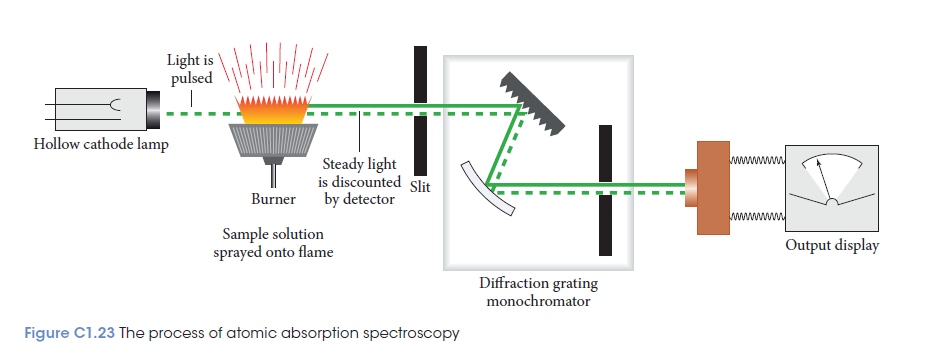 Light is
pulsed
Hollow cathode lamp
Burner
Sample solution
sprayed onto flame
Steady light
is discounted
by detector
Slit
Diffraction grating
monochromator
Output display
Figure C1.23 The process of atomic absorption spectroscopy